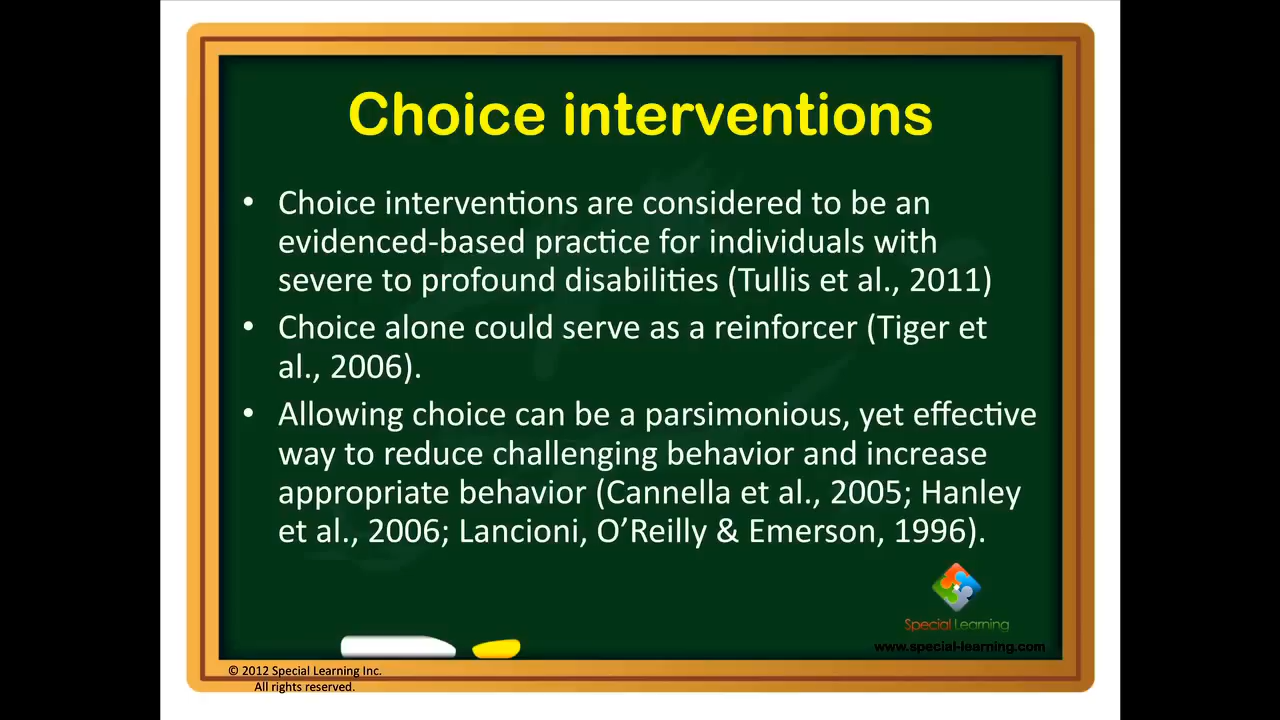 Choice interventions
• Choice interventions are considered to be an
evidenced-based practice for individuals with
severe to profound disabilities (Tullis et al., 2011)
• Choice alone could serve as a reinforcer (Tiger et
al., 2006).
• Allowing choice can be a parsimonious, yet effective
way to reduce challenging behavior and increase
appropriate behavior (Cannella et al., 2005; Hanley
et al., 2006; Lancioni, O’Reilly & Emerson, 1996).
Special Learning
www.special-learning.com
© 2012 Special Learning Inc.
All rights reserved.